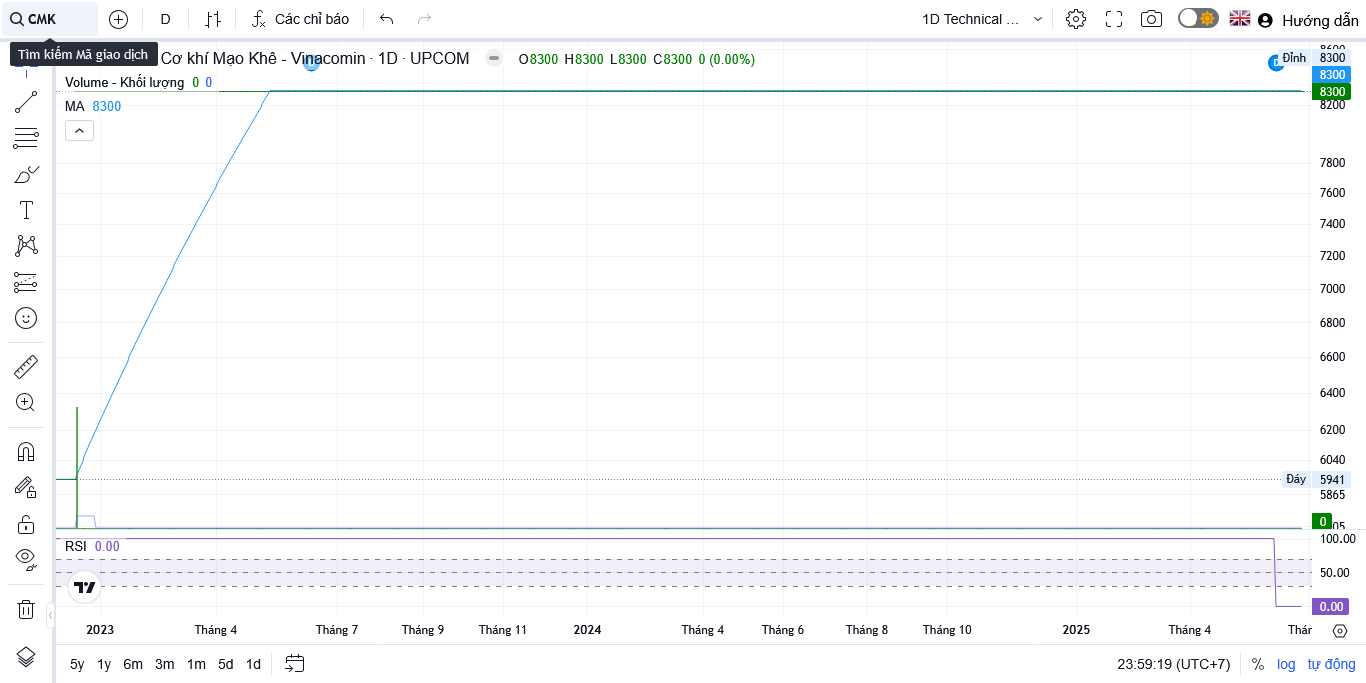 CMK
D
Các chỉ báo
1D Technical ...
Hướng dẫn
Tìm kiếm Mã giao dịch
Cơ khí Mạo Khê - Vinacomin · 1D · UPCOM
O8300 H8300 L8300 C8300 0 (0.00%)
Volume - Khối lượng 0 0
MA 8300
Đỉnh 8300
8300
8300
8200
7800
7600
7400
7200
7000
6800
6600
6400
6200
6040
Đáy 5941
5865
0
RSI 0.00
100.00
50.00
0.00
2023 Tháng 4 Tháng 7 Tháng 9 Tháng 11 2024 Tháng 4 Tháng 6 Tháng 8 Tháng 10 2025 Tháng 4 Thár
5y 1y 6m 3m 1m 5d 1d
23:59:19 (UTC+7) % log tự động